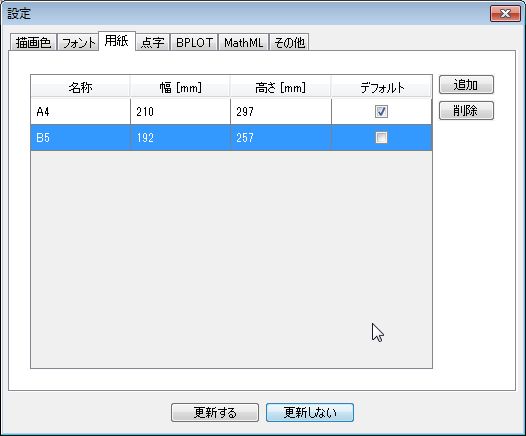 設定
描画色 フォント 用紙 点字 BPLOT MathML その他
名称 幅 [mm] 高さ [mm] デフォルト
A4 210 297
B5 192 257
追加
削除
更新する 更新しない